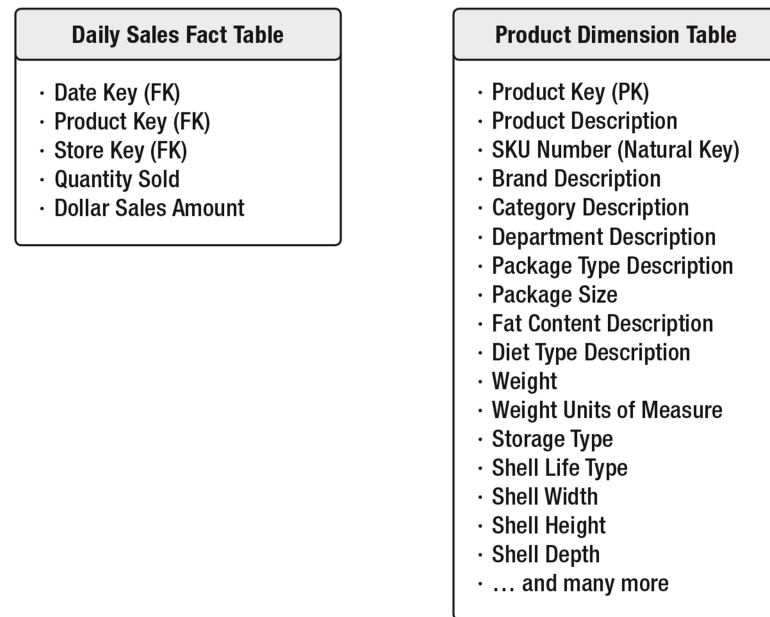 Daily Sales Fact Table
· Date Key (FK)
· Product Key (FK)
· Store Key (FK)
· Quantity Sold
· Dollar Sales Amount
Product Dimension Table
· Product Key (PK)
· Product Description
· SKU Number (Natural Key)
· Brand Description
· Category Description
· Department Description
· Package Type Description
· Package Size
· Fat Content Description
· Diet Type Description
· Weight
· Weight Units of Measure
· Storage Type
· Shell Life Type
· Shell Width
· Shell Height
· Shell Depth
· ... and many more